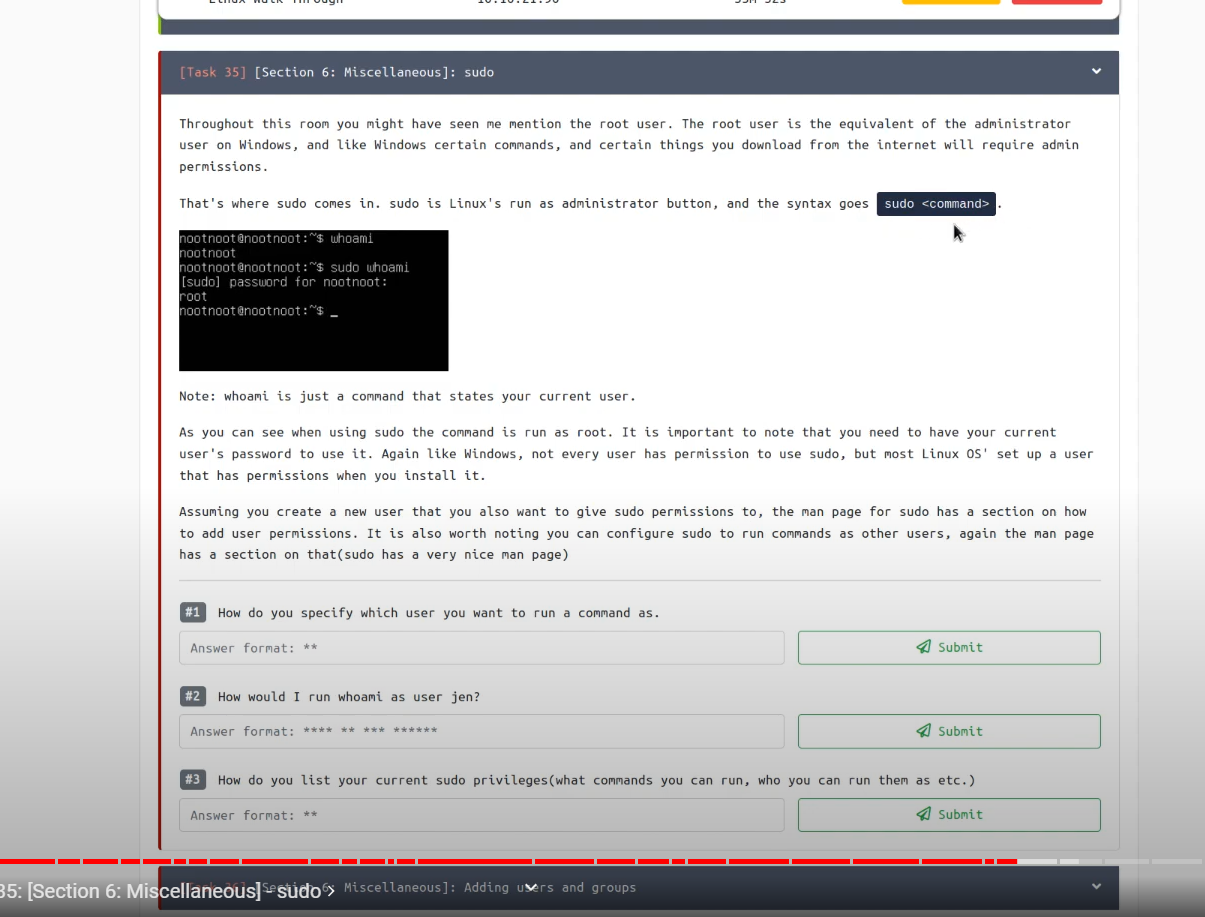 [Task 35] [Section 6: Miscellaneous]: sudo
Throughout this room you might have seen me mention the root user. The root user is the equivalent of the administrator
user on Windows, and like Windows certain commands, and certain things you download from the internet will require admin
permissions.
That's where sudo comes in. sudo is Linux's run as administrator button, and the syntax goes sudo <command>.
nootnoot@nootnoot:~$ whoami
nootnoot
nootnoot@nootnoot:~$ sudo whoami
[sudo] password for nootnoot:
root
nootnoot@nootnoot:~$ _
Note: whoami is just a command that states your current user.
As you can see when using sudo the command is run as root. It is important to note that you need to have your current
user's password to use it. Again like Windows, not every user has permission to use sudo, but most Linux OS' set up a user
that has permissions when you install it.
Assuming you create a new user that you also want to give sudo permissions to, the man page for sudo has a section on how
to add user permissions. It is also worth noting you can configure sudo to run commands as other users, again the man page
has a section on that(sudo has a very nice man page)
#1 How do you specify which user you want to run a command as.
Answer format: ** Submit
#2 How would I run whoami as user jen?
Answer format: **** ** *** ****** Submit
#3 How do you list your current sudo privileges(what commands you can run, who you can run them as etc.)
Answer format: ** Submit
Miscellaneous]: Adding users and groups
35: [Section 6: Miscellaneous] - sudo